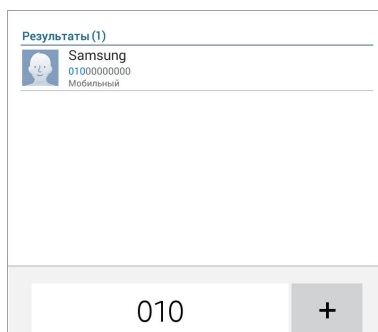 Результаты (1)
Samsung
01000000000
Мобильный
010
+